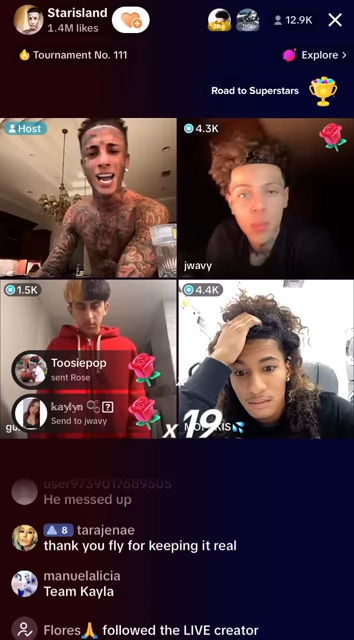 Starisland
1.4M likes
12.9K
Tournament No. 111
Explore >
Road to Superstars
Host
4.3K
jwavy
1.5K
4.4K
Toosiepop
sent Rose
kaylyn
Send to jwavy
x 19
user9739017689505
He messed up
8 tarajenae
thank you fly for keeping it real
manuelalicia
Team Kayla
Flores🙏 followed the LIVE creator